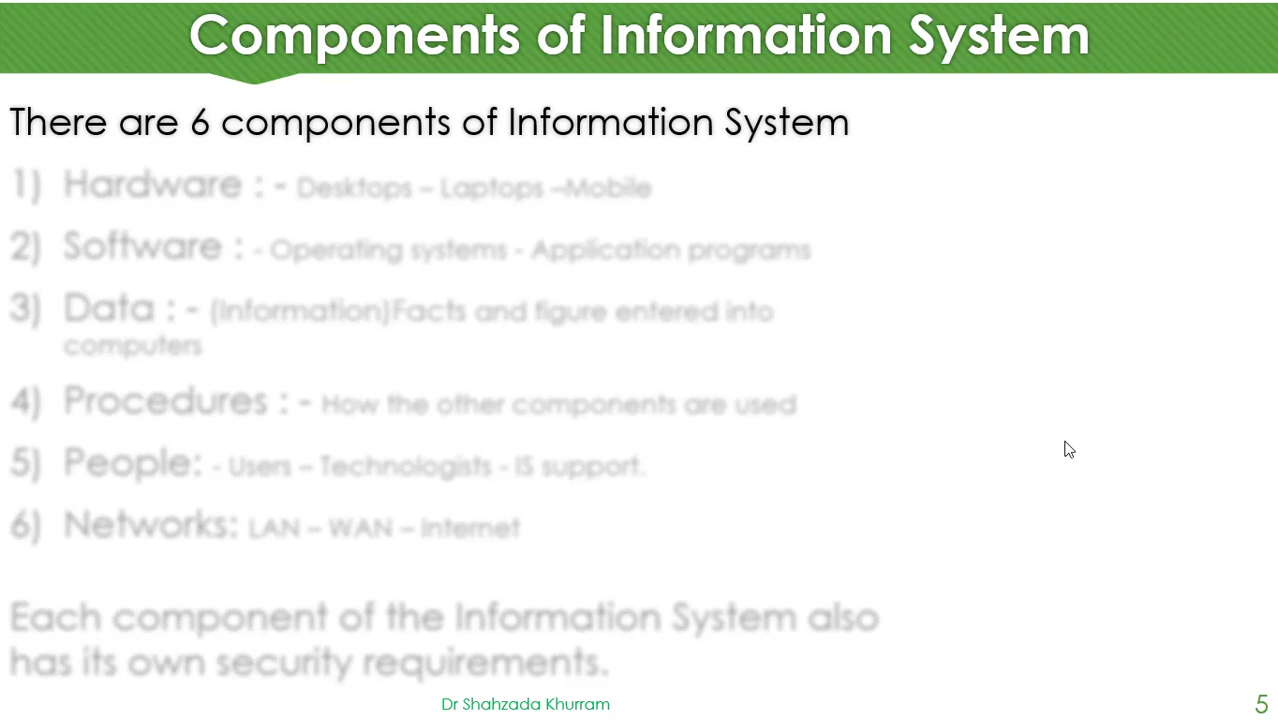 Components of Information System
There are 6 components of Information System
1) Hardware : - Desktops – Laptops –Mobile
2) Software : - Operating systems - Application programs
3) Data : - (Information)Facts and figure entered into
computers
4) Procedures : - How the other components are used
5) People: - Users – Technologists - IS support.
6) Networks: LAN – WAN – Internet
Each component of the Information System also
has its own security requirements.
Dr Shahzada Khurram
5